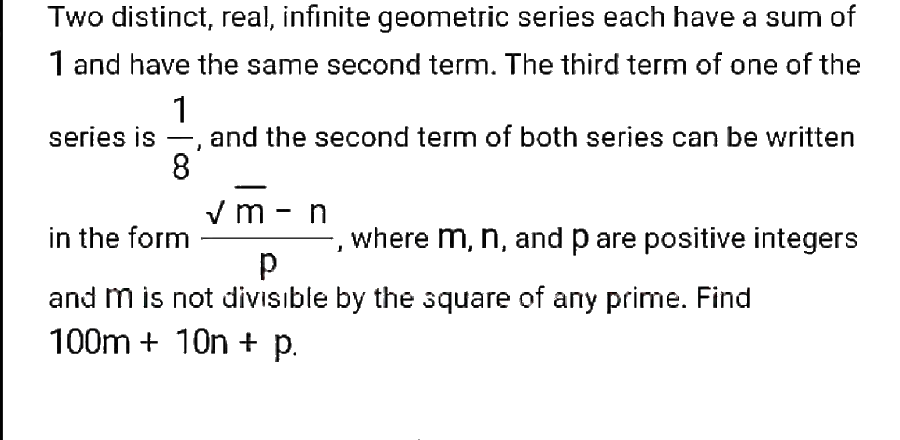 Two distinct, real, infinite geometric series each have a sum of
1 and have the same second term. The third term of one of the
series is 1/8, and the second term of both series can be written
in the form (√m - n)/p, where m, n, and p are positive integers
and m is not divisible by the square of any prime. Find
100m + 10n + p.